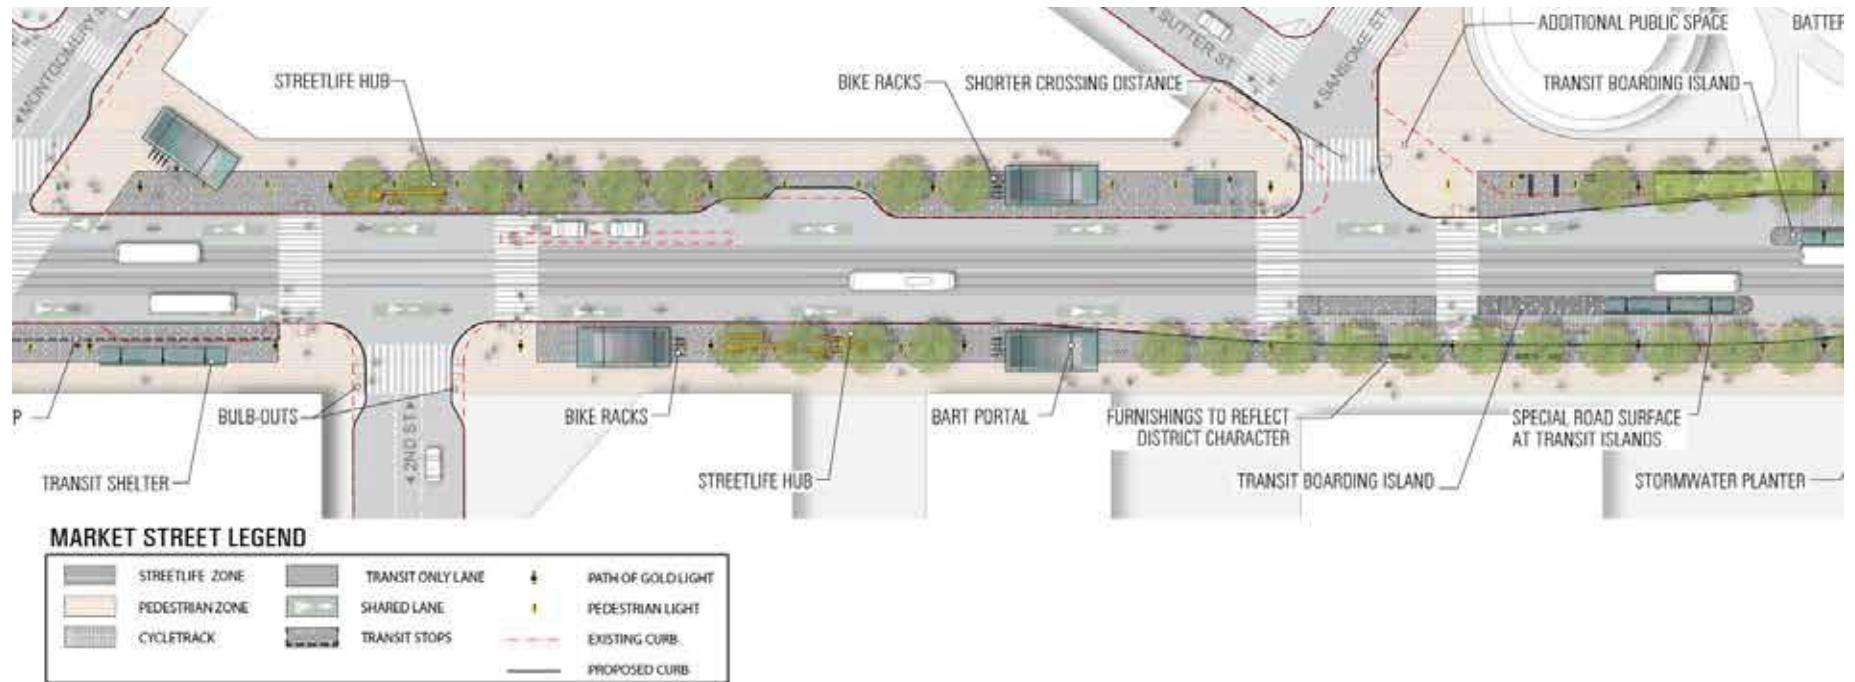 MONTGOMERY
SUTTER ST
SANSOME ST
ADDITIONAL PUBLIC SPACE
STREETLIFE HUB
BIKE RACKS
SHORTER CROSSING DISTANCE
TRANSIT BOARDING ISLAND
P
BULB-OUTS
2ND ST
BIKE RACKS
BART PORTAL
FURNISHINGS TO REFLECT
DISTRICT CHARACTER
SPECIAL ROAD SURFACE
AT TRANSIT ISLANDS
TRANSIT SHELTER
STREETLIFE HUB
TRANSIT BOARDING ISLAND
STORMWATER PLANTER
MARKET STREET LEGEND
STREETLIFE ZONE
TRANSIT ONLY LANE
PATH OF GOLD LIGHT
PEDESTRIAN ZONE
SHARED LANE
PEDESTRIAN LIGHT
CYCLETRACK
TRANSIT STOPS
EXISTING CURB
PROPOSED CURB